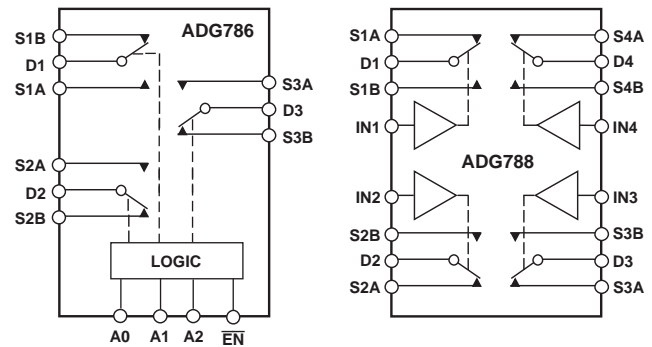 ADG786
S1B
D1
S1A
S3A
D3
S3B
S2A
D2
S2B
LOGIC
A0 A1 A2 EN
ADG788
S1A
D1
S1B
IN1
S4A
D4
S4B
IN4
IN2
S2B
D2
S2A
IN3
S3B
D3
S3A